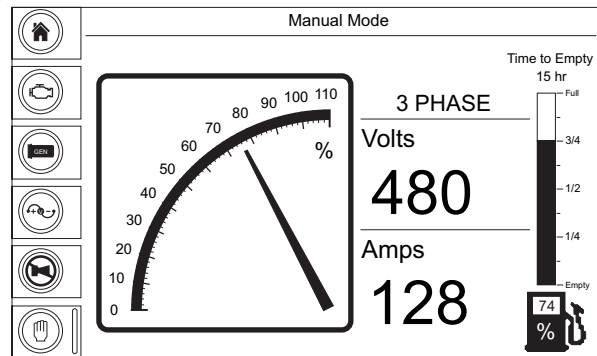 Manual Mode
Time to Empty
15 hr
GEN
0
10
20
30
40
50
60
70
80
90
100
110
%
3 PHASE
Volts
480
Amps
128
Full
3/4
1/2
1/4
Empty
74
%